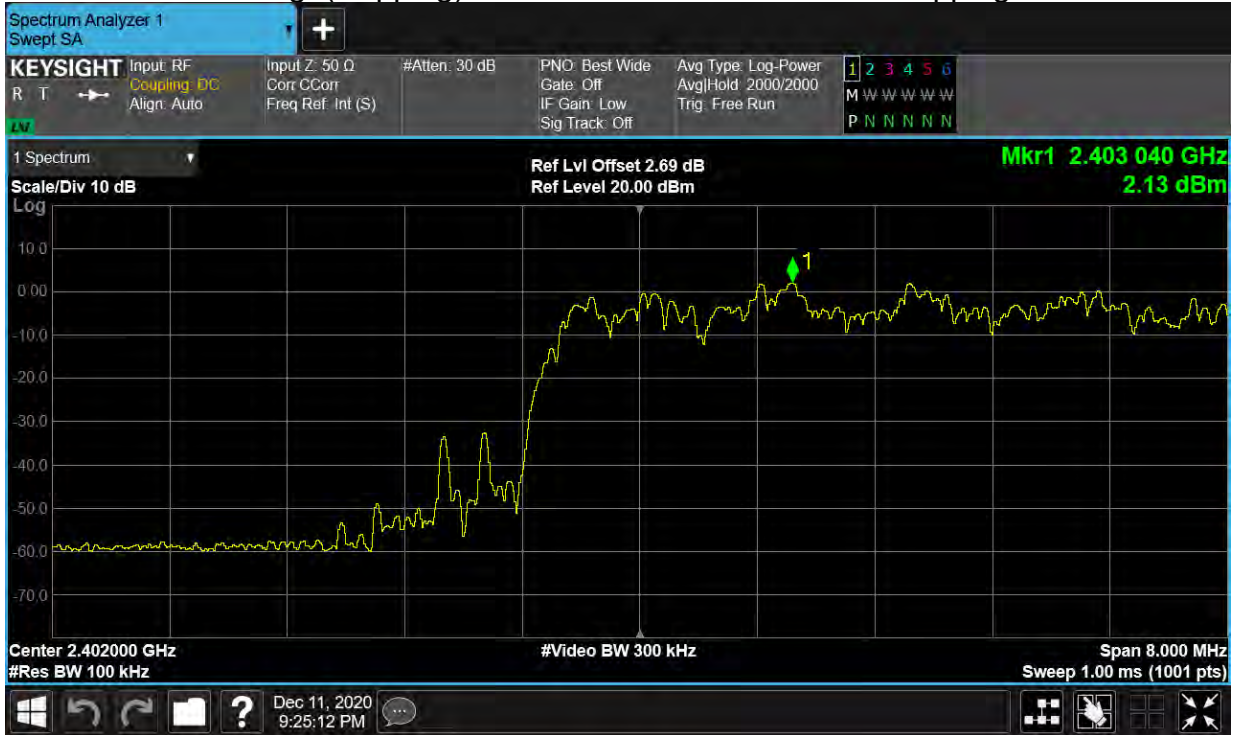 Spectrum Analyzer 1
Swept SA
+
KEYSIGHT
R T
LXI
Input: RF
Coupling: DC
Align: Auto
Input Z: 50 Ω
Corr CCorr
Freq Ref: Int (S)
#Atten: 30 dB
PNO: Best Wide
Gate: Off
IF Gain: Low
Sig Track: Off
Avg Type: Log-Power
Avg|Hold: 2000/2000
Trig: Free Run
1 2 3 4 5 6
M W W W W W
P N N N N N
1 Spectrum
Scale/Div 10 dB
Log
Ref Lvl Offset 2.69 dB
Ref Level 20.00 dBm
Mkr1 2.403 040 GHz
2.13 dBm
10.0
1
0.00
-10.0
-20.0
-30.0
-40.0
-50.0
-60.0
-70.0
Center 2.402000 GHz
#Res BW 100 kHz
#Video BW 300 kHz
Span 8.000 MHz
Sweep 1.00 ms (1001 pts)
?
Dec 11, 2020
9:25:12 PM